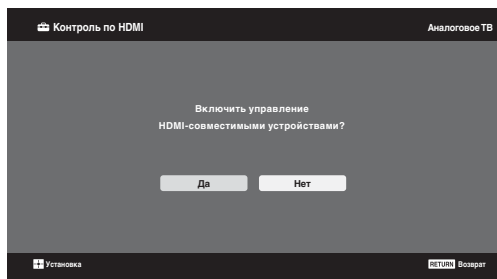 Контроль по HDMI
Аналоговое ТВ
Включить управление
HDMI-совместимыми устройствами?
Да
Нет
Установка
RETURN Возврат